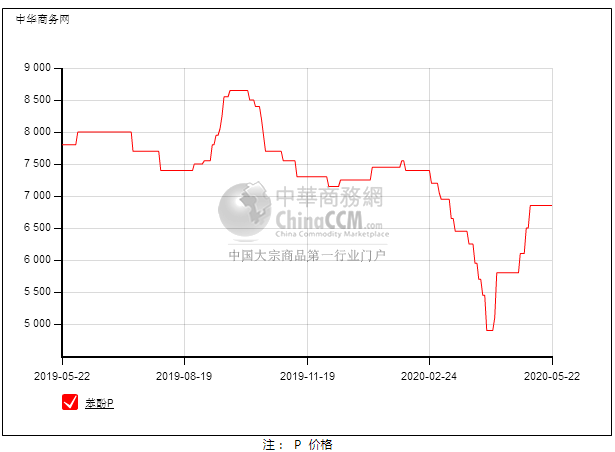 中华商务网
9 000
8 500
8 000
7 500
7 000
6 500
6 000
5 500
5 000
中華商務網
ChinaCCM.com
China Commodity Marketplace
中国大宗商品第一行业门户
2019-05-22
2019-08-19
2019-11-19
2020-02-24
2020-05-22
苯酚P
注： P 价格